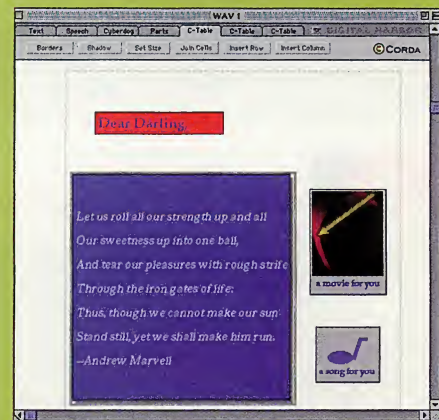 WAV 1
Text Speech Cyberdog Parts C-Table C-Table C-Table DIGITAL HARBOR
Borders Shadow Set Size Join Cells Insert Row Insert Column © CORDA
Dear Darling,
Let us roll all our strength up and all
Our sweetness up into one ball,
And tear our pleasures with rough strife
Through the iron gates of life:
Thus, though we cannot make our sun
Stand still, yet we shall make him run.
--Andrew Marvell
a movie for you
a song for you